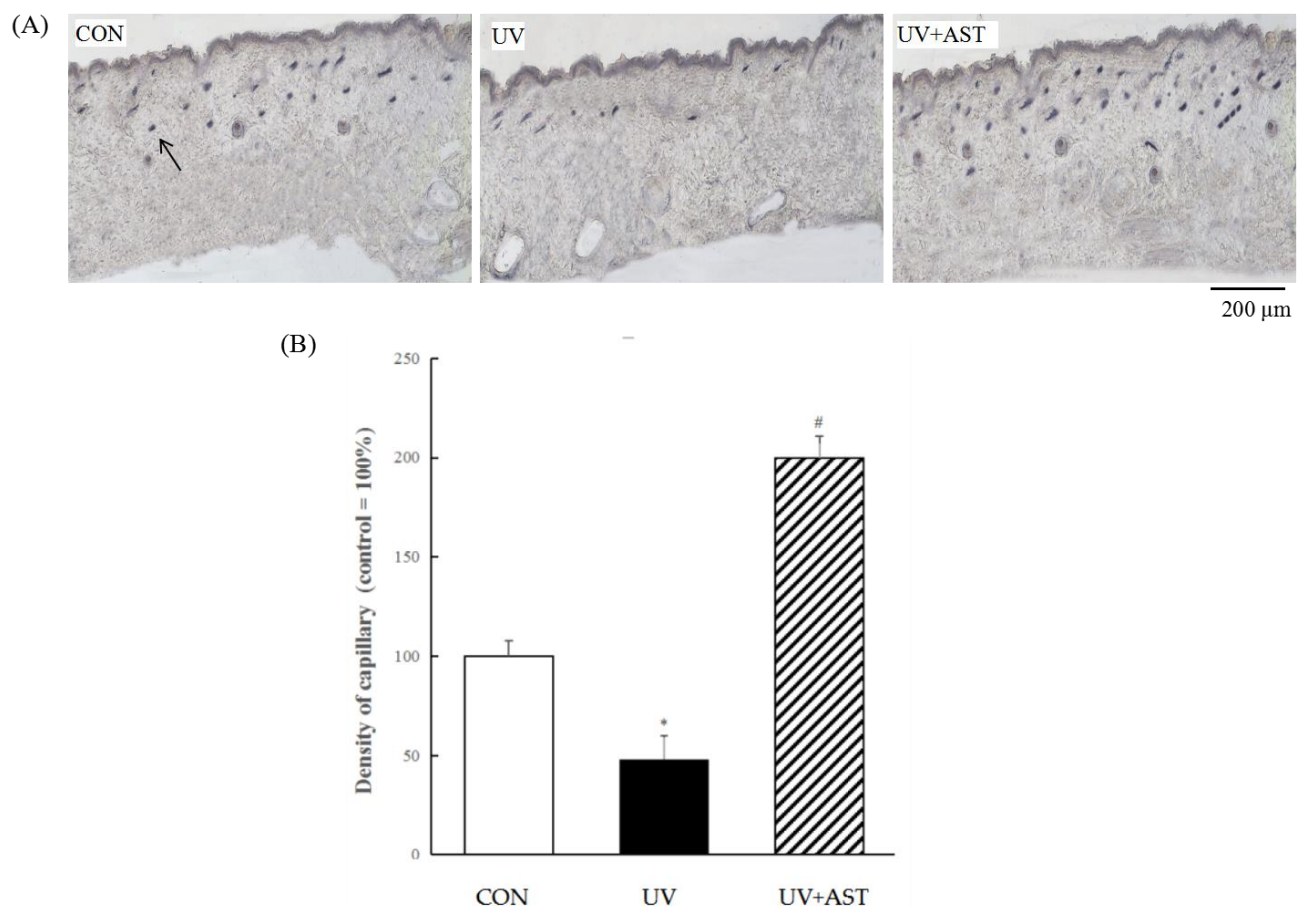 (A)
CON
UV
UV+AST
200 µm
(B)
Density of capillary (control = 100%)
250
200
150
100
50
0
*
#
CON
UV
UV+AST